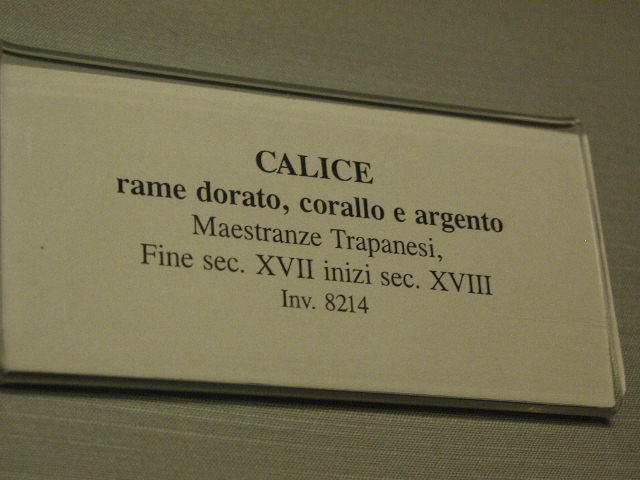 CALICE
rame dorato, corallo e argento
Maestranze Trapanesi,
Fine sec. XVII inizi sec. XVIII
Inv. 8214